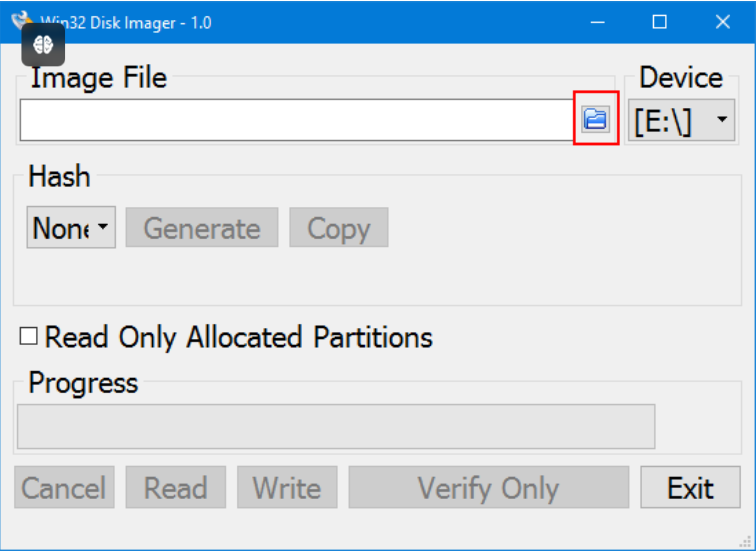 Win32 Disk Imager - 1.0
Image File
Device
[E:\]
Hash
None
Generate
Copy
Read Only Allocated Partitions
Progress
Cancel
Read
Write
Verify Only
Exit